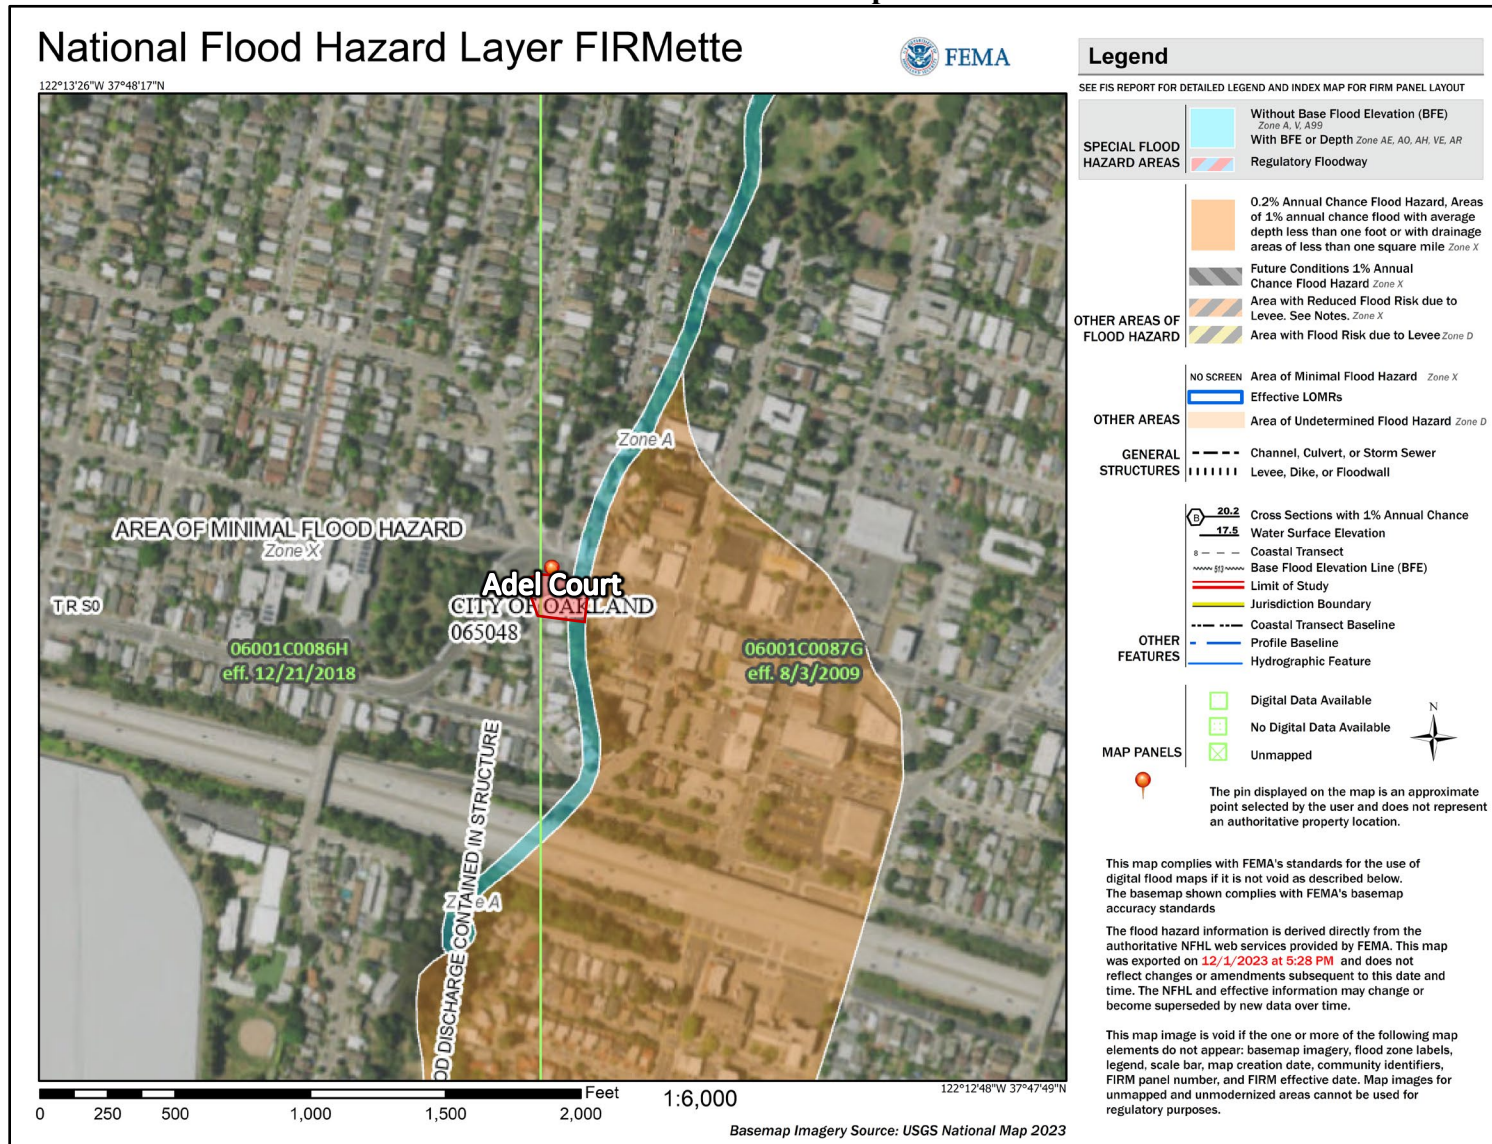 National Flood Hazard Layer FIRMette
FEMA
122°13'26"W 37°48'17"N
Zone A
AREA OF MINIMAL FLOOD HAZARD
Zone X
Adel Court
CITY OF OAKLAND
065048
T R S0
06001C0086H
eff. 12/21/2018
06001C0087G
eff. 8/3/2009
OD DISCHARGE CONTAINED IN STRUCTURE
Zone A
122°12'48"W 37°47'49"N
Feet
1:6,000
0 250 500 1,000 1,500 2,000
Basemap Imagery Source: USGS National Map 2023
Legend
SEE FIS REPORT FOR DETAILED LEGEND AND INDEX MAP FOR FIRM PANEL LAYOUT
SPECIAL FLOOD
HAZARD AREAS
Without Base Flood Elevation (BFE)
Zone A, V, A99
With BFE or Depth Zone AE, AO, AH, VE, AR
Regulatory Floodway
OTHER AREAS OF
FLOOD HAZARD
0.2% Annual Chance Flood Hazard, Areas
of 1% annual chance flood with average
depth less than one foot or with drainage
areas of less than one square mile Zone X
Future Conditions 1% Annual
Chance Flood Hazard Zone X
Area with Reduced Flood Risk due to
Levee. See Notes. Zone X
Area with Flood Risk due to Levee Zone D
OTHER AREAS
NO SCREEN Area of Minimal Flood Hazard Zone X
Effective LOMRs
Area of Undetermined Flood Hazard Zone D
GENERAL
STRUCTURES
Channel, Culvert, or Storm Sewer
Levee, Dike, or Floodwall
OTHER
FEATURES
B 20.2 Cross Sections with 1% Annual Chance
17.5 Water Surface Elevation
8 Coastal Transect
513 Base Flood Elevation Line (BFE)
Limit of Study
Jurisdiction Boundary
Coastal Transect Baseline
Profile Baseline
Hydrographic Feature
MAP PANELS
Digital Data Available
No Digital Data Available
Unmapped
N
The pin displayed on the map is an approximate
point selected by the user and does not represent
an authoritative property location.
This map complies with FEMA's standards for the use of
digital flood maps if it is not void as described below.
The basemap shown complies with FEMA's basemap
accuracy standards
The flood hazard information is derived directly from the
authoritative NFHL web services provided by FEMA. This map
was exported on 12/1/2023 at 5:28 PM and does not
reflect changes or amendments subsequent to this date and
time. The NFHL and effective information may change or
become superseded by new data over time.
This map image is void if the one or more of the following map
elements do not appear: basemap imagery, flood zone labels,
legend, scale bar, map creation date, community identifiers,
FIRM panel number, and FIRM effective date. Map images for
unmapped and unmodernized areas cannot be used for
regulatory purposes.